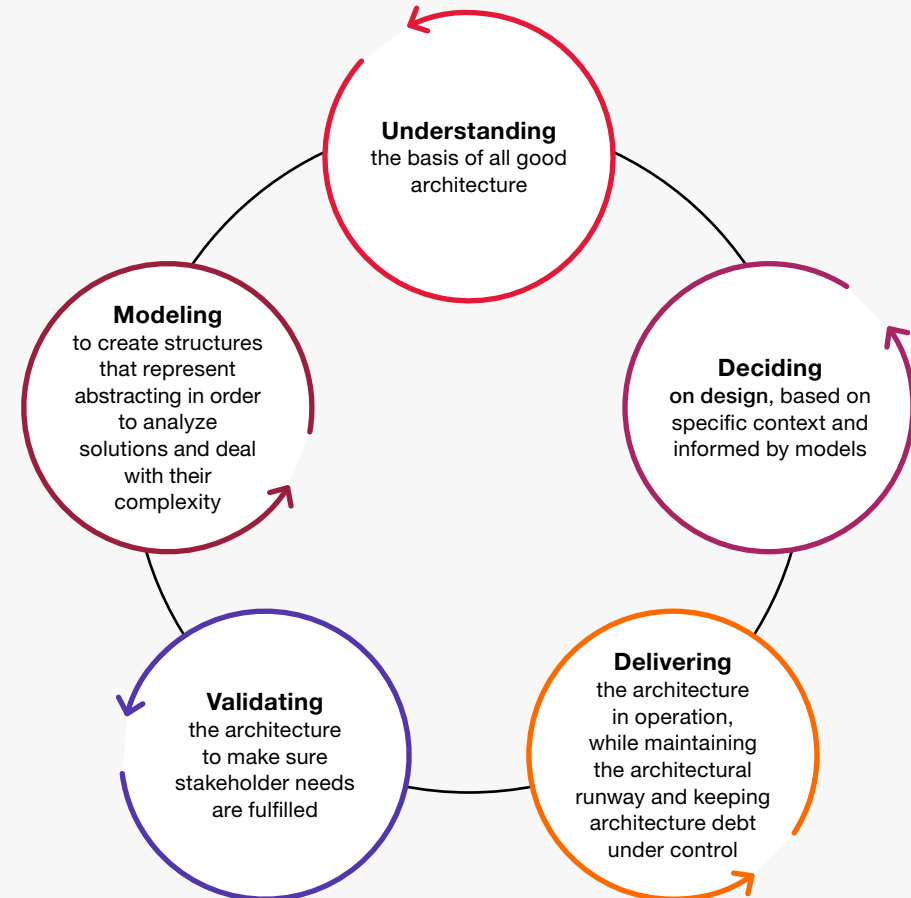 Understanding
the basis of all good
architecture
Modeling
to create structures
that represent
abstracting in order
to analyze
solutions and deal
with their
complexity
Deciding
on design, based on
specific context and
informed by models
Validating
the architecture
to make sure
stakeholder needs
are fulfilled
Delivering
the architecture
in operation,
while maintaining
the architectural
runway and keeping
architecture debt
under control